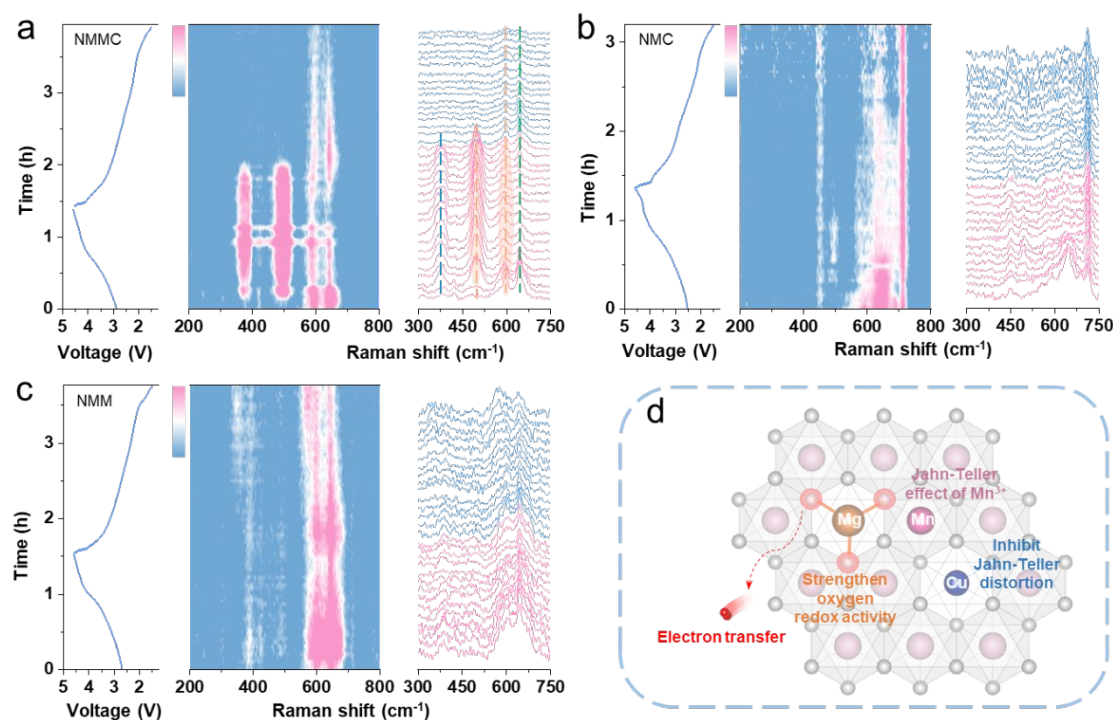 a
NMMC
Time (h)
3
2
1
0
5 4 3 2
Voltage (V)
200 400 600 800
300 450 600 750
Raman shift (cm⁻¹)
b
NMC
Time (h)
3
2
1
0
5 4 3 2
Voltage (V)
200 400 600 800
300 450 600 750
Raman shift (cm⁻¹)
c
NMM
Time (h)
3
2
1
0
5 4 3 2
Voltage (V)
200 400 600 800
300 450 600 750
Raman shift (cm⁻¹)
d
Jahn-Teller
effect of Mn³⁺
Mg
Mn
Inhibit
Jahn-Teller
distortion
Cu
Strengthen
oxygen
redox activity
Electron transfer